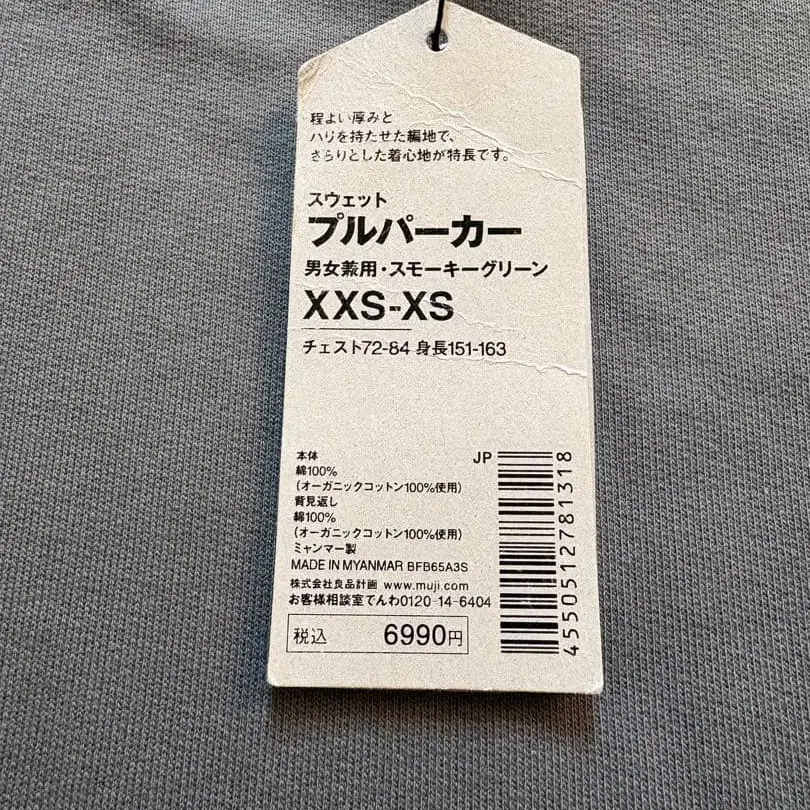 程よい厚みと
ハリを持たせた編地で、
さらりとした着心地が特長です。
スウェット
プルパーカー
男女兼用・スモーキーグリーン
XXS-XS
チェスト72-84 身長151-163
本体
綿100%
(オーガニックコットン100%使用)
背見返し
綿100%
(オーガニックコットン100%使用)
ミャンマー製
MADE IN MYANMAR BFB65A3S
株式会社良品計画 www.muji.com
お客様相談室でんわ0120-14-6404
税込 6990円
JP
4550512781318